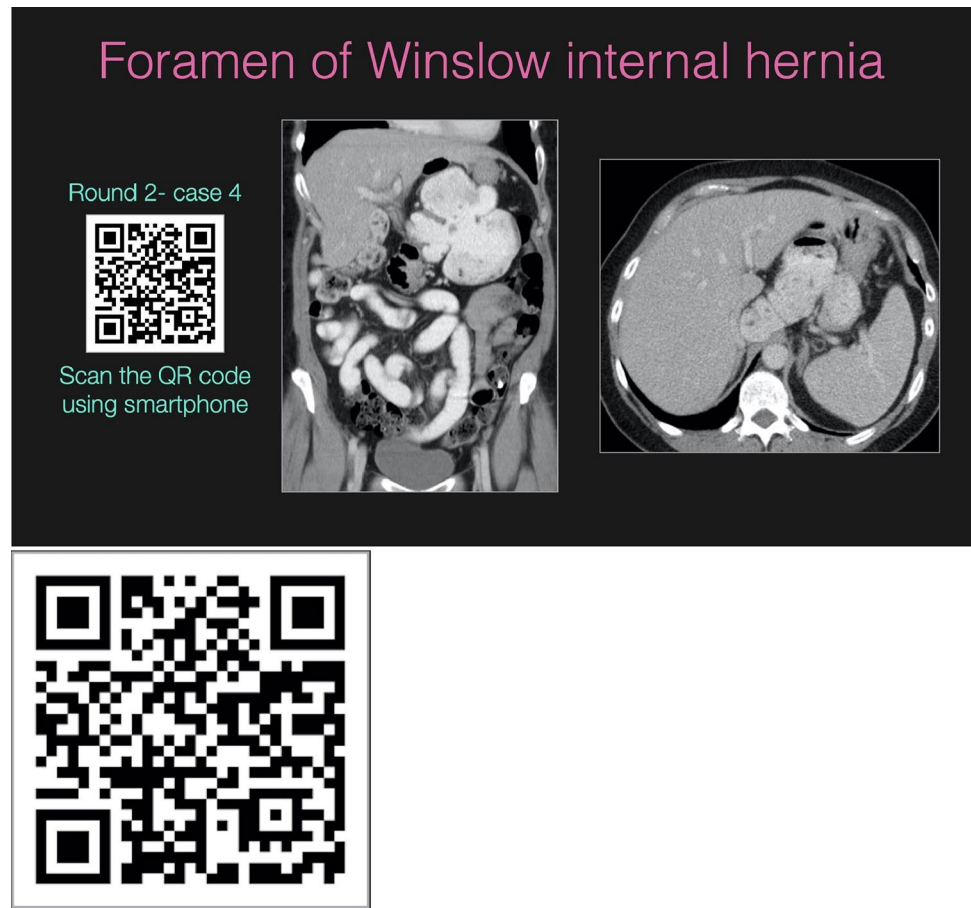 Foramen of Winslow internal hernia
Round 2- case 4
Scan the QR code
using smartphone